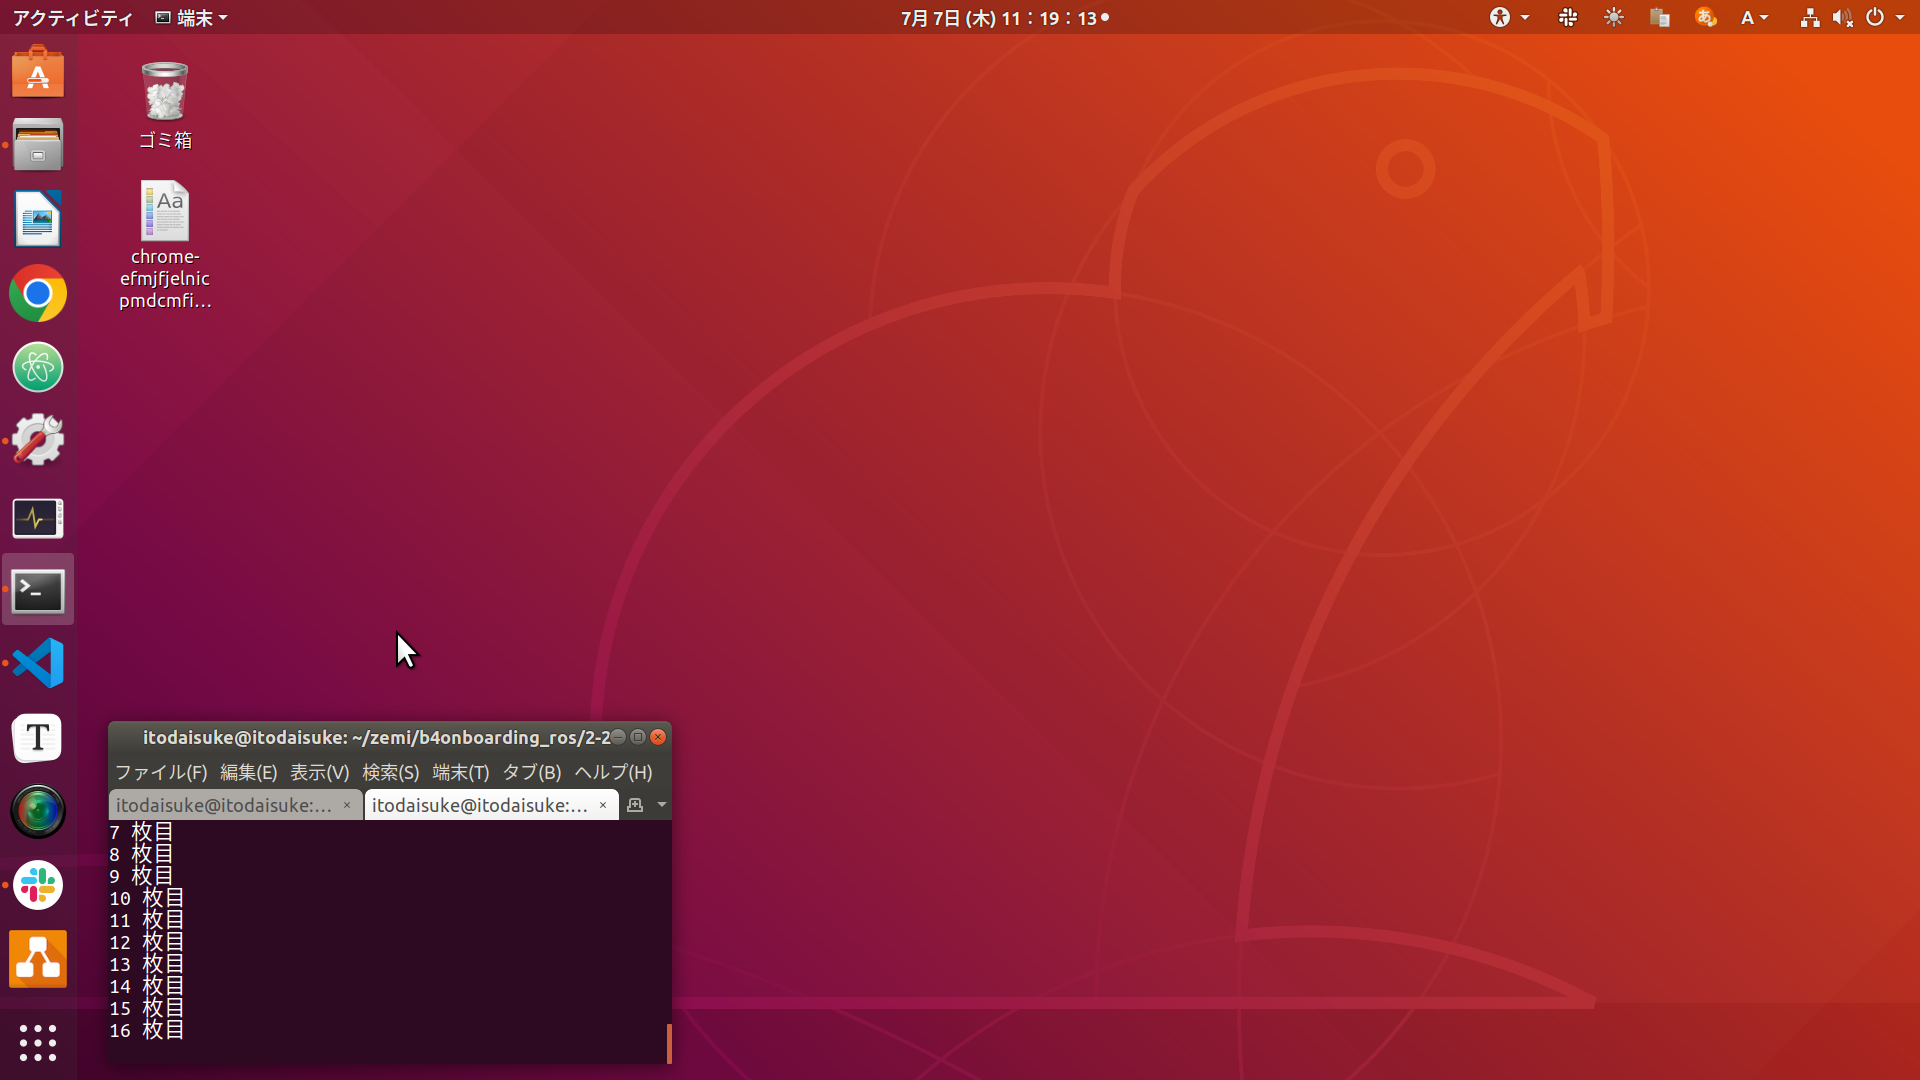 アクティビティ
端末
7月 7日 (木) 11：19：13
A
ゴミ箱
Aa
chrome-
efmjfjelnic
pmdcmfi…
T
itodaisuke@itodaisuke: ~/zemi/b4onboarding_ros/2-2
ファイル(F) 編集(E) 表示(V) 検索(S) 端末(T) タブ(B) ヘルプ(H)
itodaisuke@itodaisuke:… × itodaisuke@itodaisuke:… ×
7 枚目
8 枚目
9 枚目
10 枚目
11 枚目
12 枚目
13 枚目
14 枚目
15 枚目
16 枚目